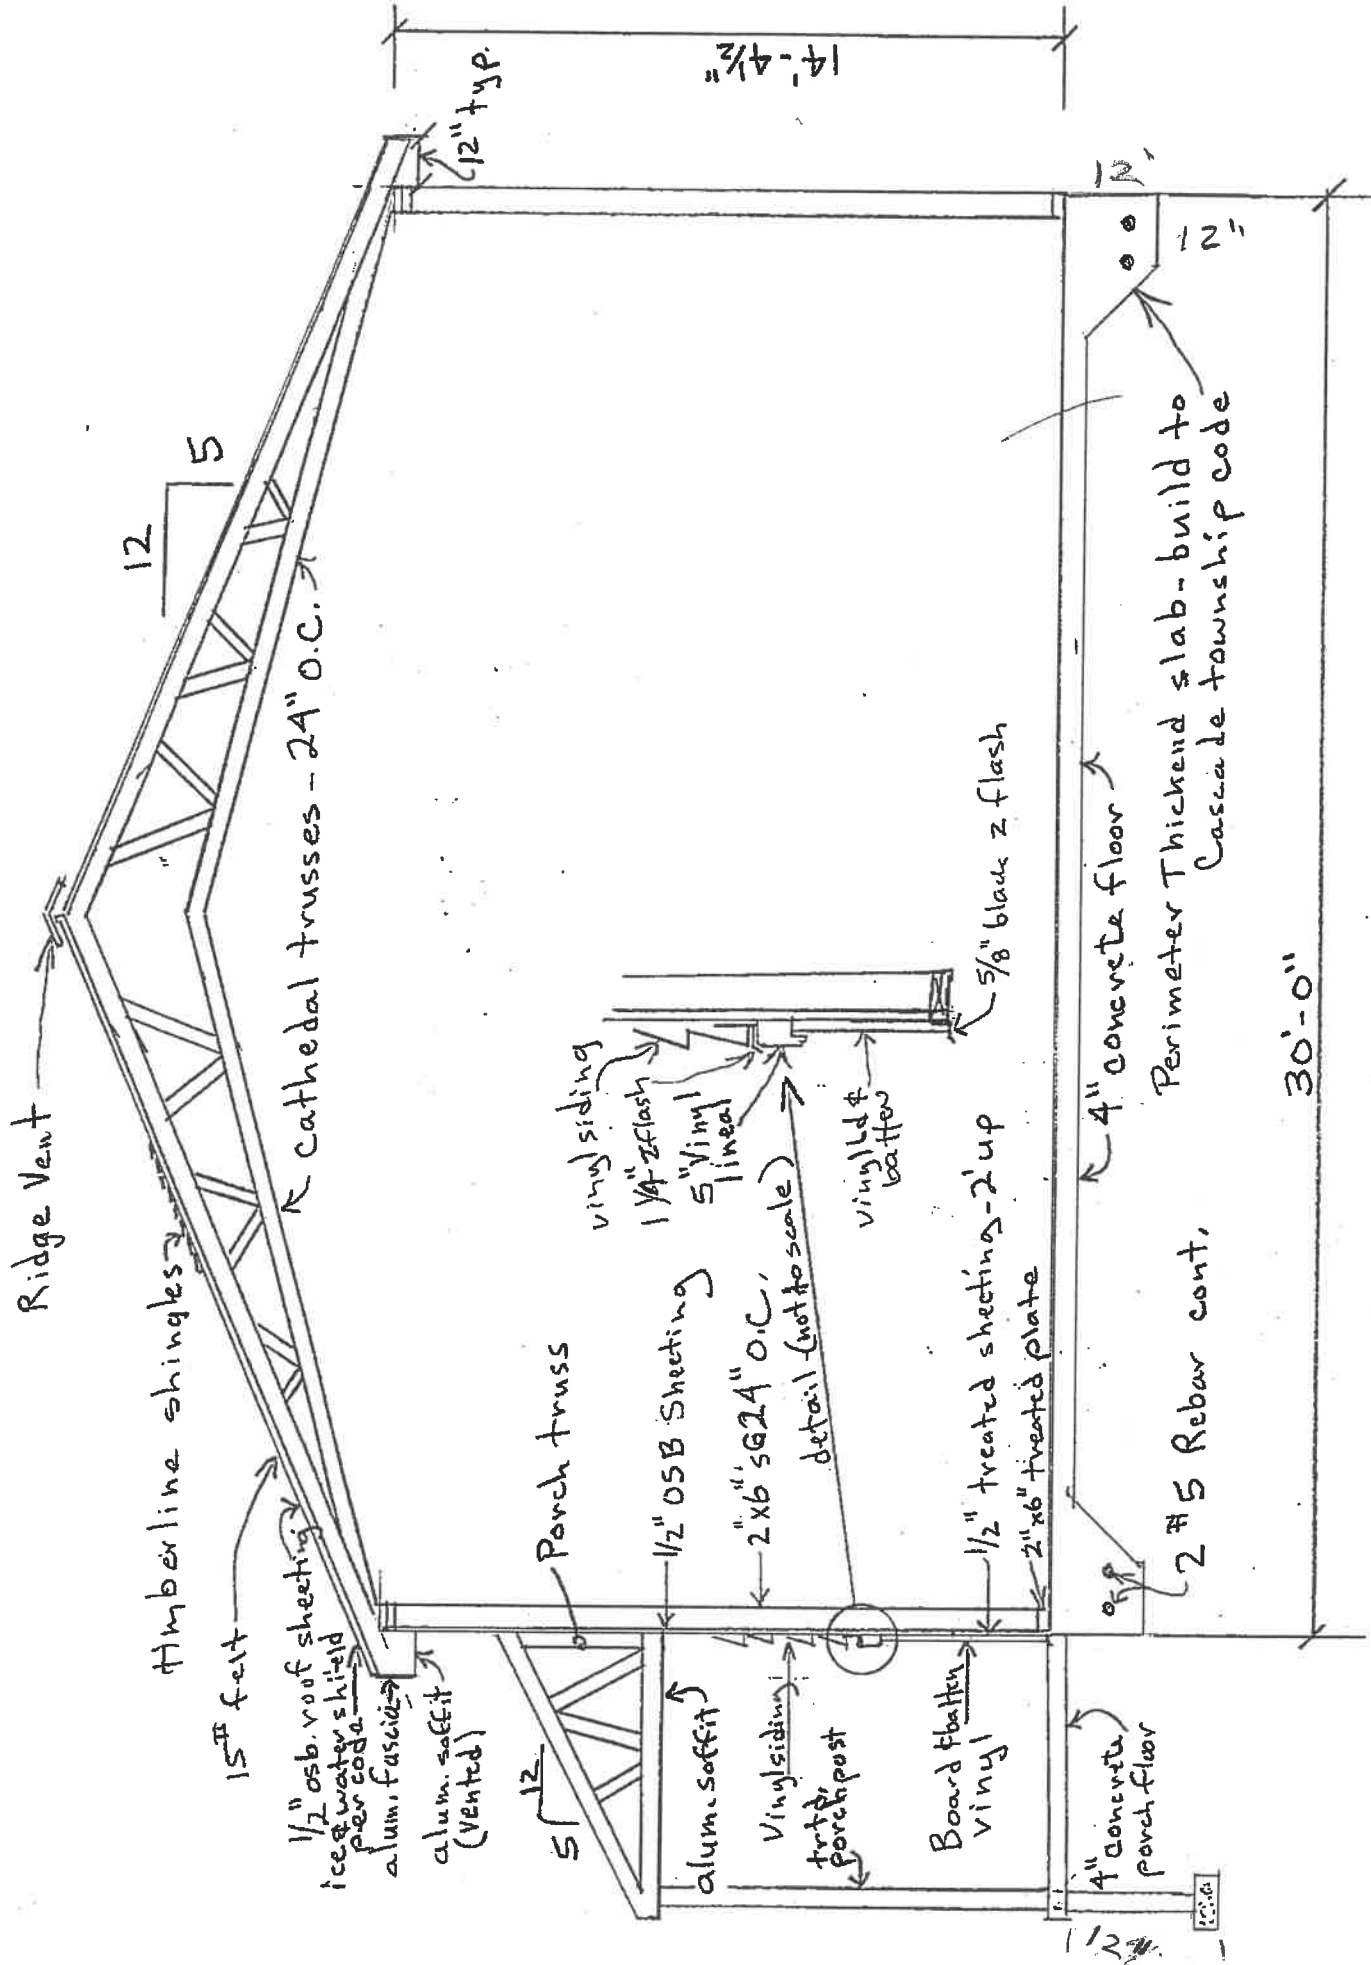 Ridge Vent
timberline shingles
15# felt
1/2" osb. roof sheeting
ice & water shield
per code
alum. fascia
alum. soffit
(vented)
12
5
cathedal trusses - 24" O.C.
12" typ.
14'-4½"
12
5
Porch truss
1/2" OSB Sheeting
2"x6"s@24" O.C.
detail (not to scale)
vinyl siding
1 1/4" z flash
5" Vinyl
lineal
vinyl bd &
batten
5/8" black z flash
alum. soffit
Vinyl siding
trtd.
porch post
Board & batten
vinyl
1/2" treated sheeting - 2' up
2"x6" treated plate
4" concrete
porch floor
4" concrete floor
Perimeter Thickend slab - build to
Cascade township code
2 #5 Rebar cont.
12"
12"
30'-0"